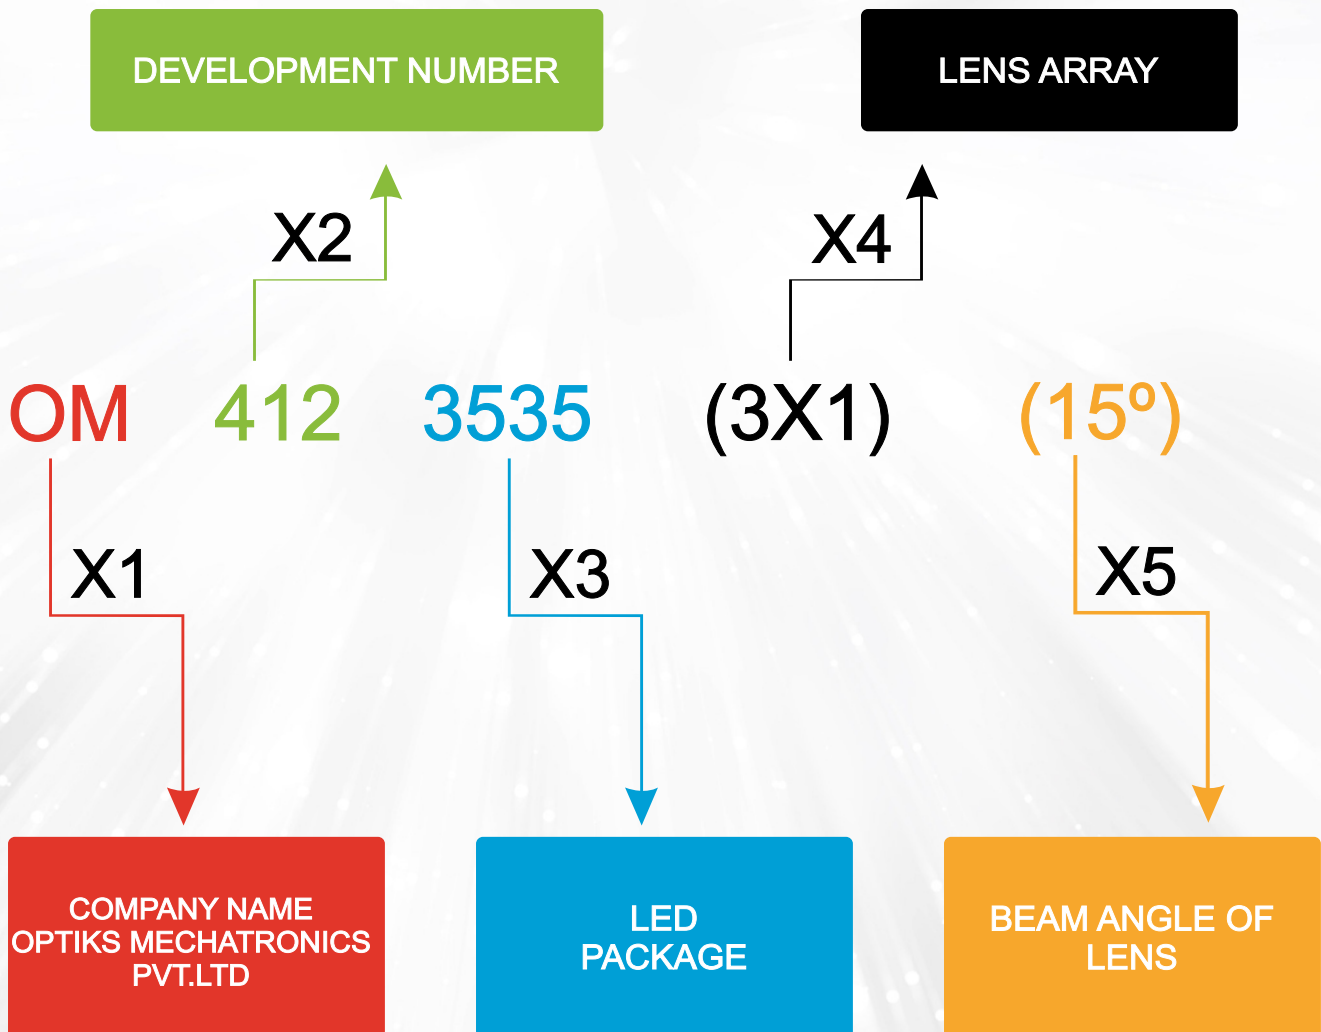 DEVELOPMENT NUMBER
LENS ARRAY
X2
X4
OM 412 3535 (3X1) (15º)
X1
X3
X5
COMPANY NAME
OPTIKS MECHATRONICS
PVT.LTD
LED
PACKAGE
BEAM ANGLE OF
LENS